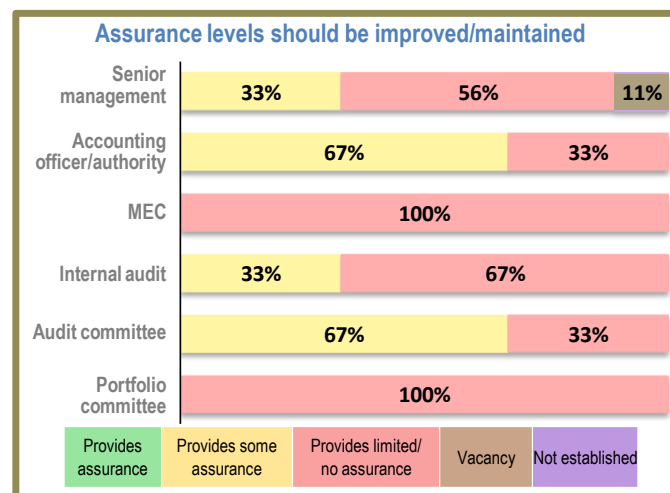 Assurance levels should be improved/maintained
Senior
management
33%
56%
11%
Accounting
officer/authority
67%
33%
MEC
100%
Internal audit
33%
67%
Audit committee
67%
33%
Portfolio
committee
100%
Provides
assurance
Provides some
assurance
Provides limited/
no assurance
Vacancy
Not established